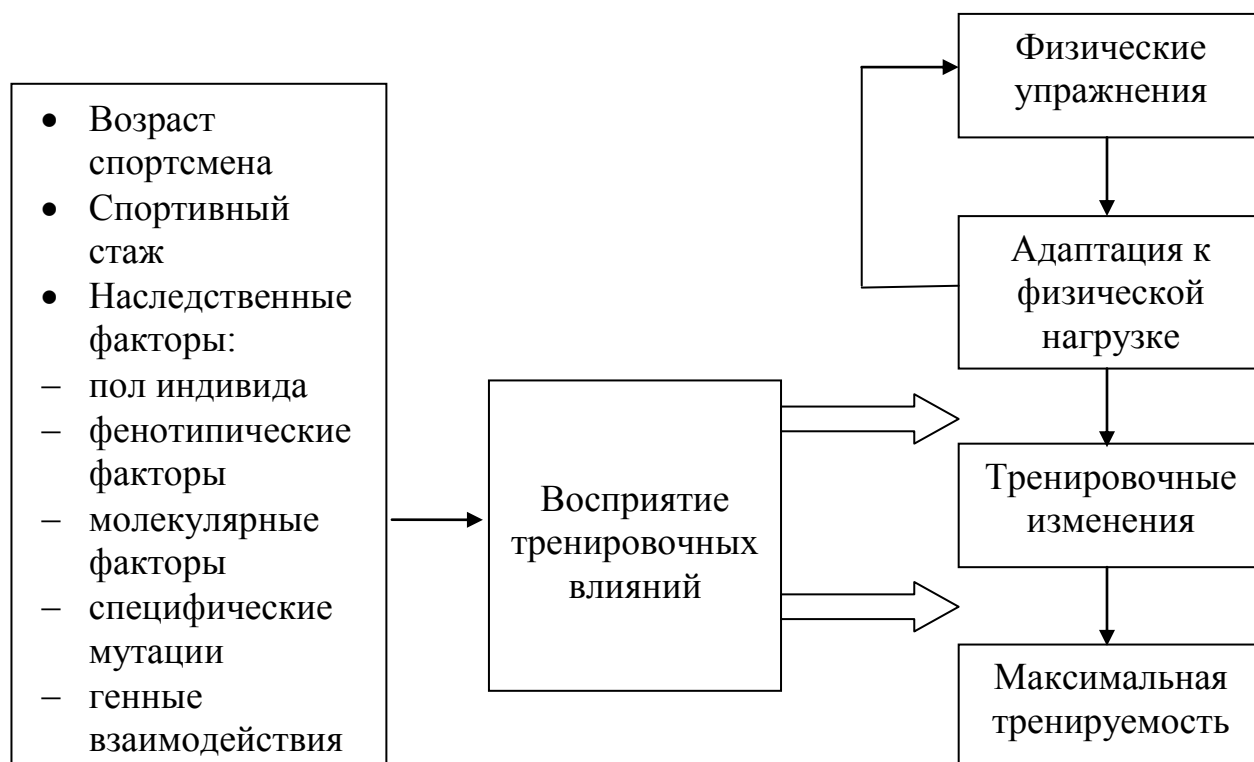 • Возраст
спортсмена
• Спортивный
стаж
• Наследственные
факторы:
– пол индивида
– фенотипические
факторы
– молекулярные
факторы
– специфические
мутации
– генные
взаимодействия
Восприятие
тренировочных
влияний
Физические
упражнения
Адаптация к
физической
нагрузке
Тренировочные
изменения
Максимальная
тренируемость